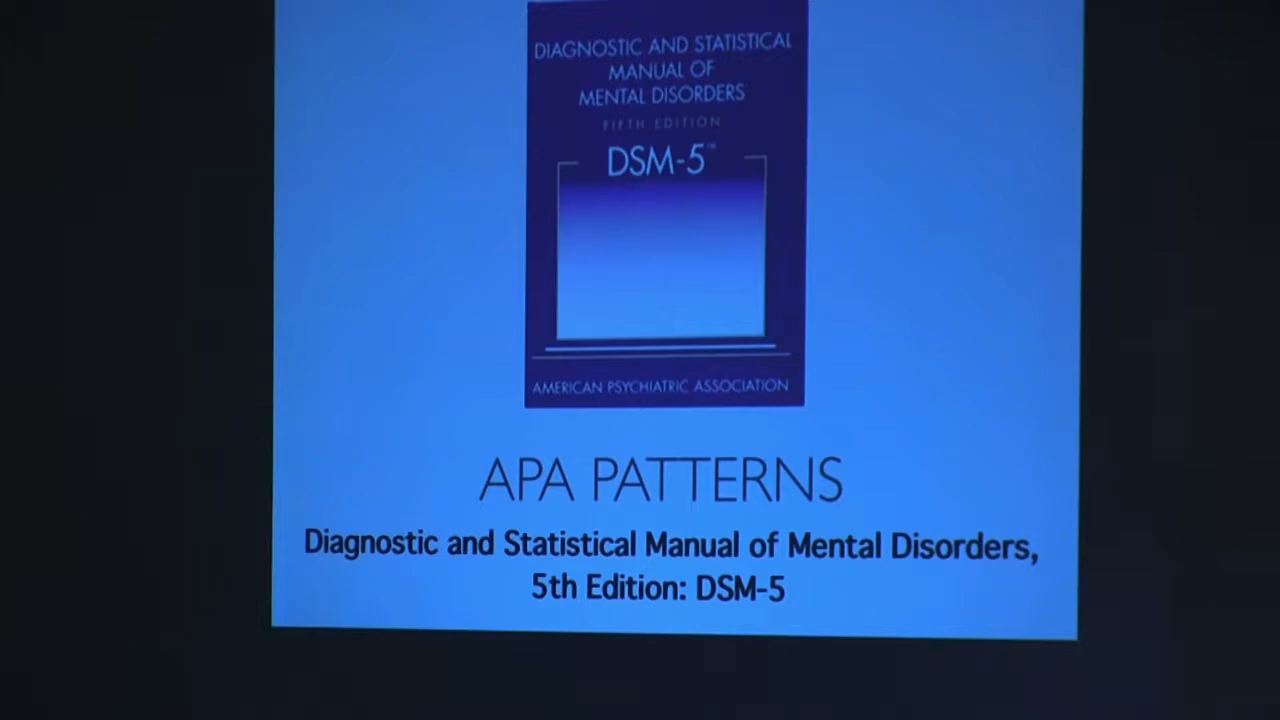 DIAGNOSTIC AND STATISTICAL
MANUAL OF
MENTAL DISORDERS
FIFTH EDITION
DSM-5™
AMERICAN PSYCHIATRIC ASSOCIATION
APA PATTERNS
Diagnostic and Statistical Manual of Mental Disorders,
5th Edition: DSM-5